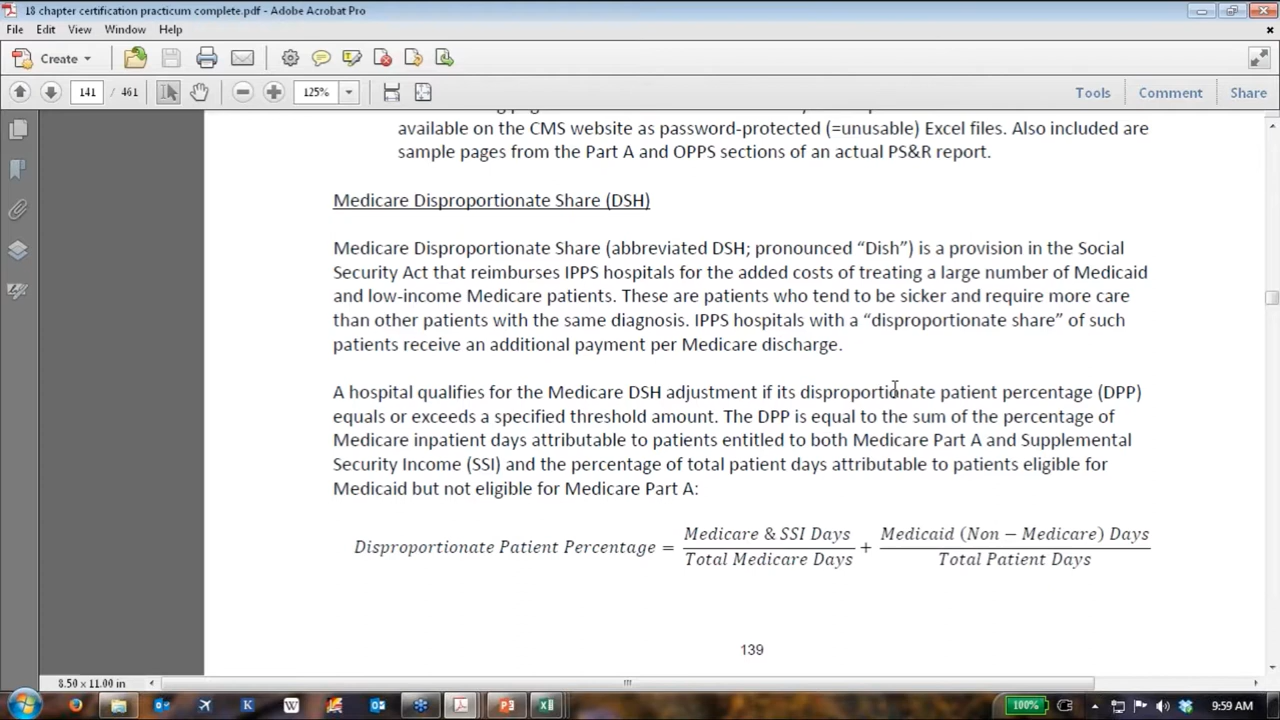 18 chapter certification practicum complete.pdf - Adobe Acrobat Pro
File Edit View Window Help
Create
141 / 461 125% Tools Comment Share
available on the CMS website as password-protected (=unusable) Excel files. Also included are
sample pages from the Part A and OPPS sections of an actual PS&R report.
Medicare Disproportionate Share (DSH)
Medicare Disproportionate Share (abbreviated DSH; pronounced “Dish”) is a provision in the Social
Security Act that reimburses IPPS hospitals for the added costs of treating a large number of Medicaid
and low-income Medicare patients. These are patients who tend to be sicker and require more care
than other patients with the same diagnosis. IPPS hospitals with a “disproportionate share” of such
patients receive an additional payment per Medicare discharge.
A hospital qualifies for the Medicare DSH adjustment if its disproportionate patient percentage (DPP)
equals or exceeds a specified threshold amount. The DPP is equal to the sum of the percentage of
Medicare inpatient days attributable to patients entitled to both Medicare Part A and Supplemental
Security Income (SSI) and the percentage of total patient days attributable to patients eligible for
Medicaid but not eligible for Medicare Part A:
Medicare & SSI Days Medicaid (Non − Medicare) Days
Disproportionate Patient Percentage = +
Total Medicare Days Total Patient Days
139
8.50 x 11.00 in
100% 9:59 AM